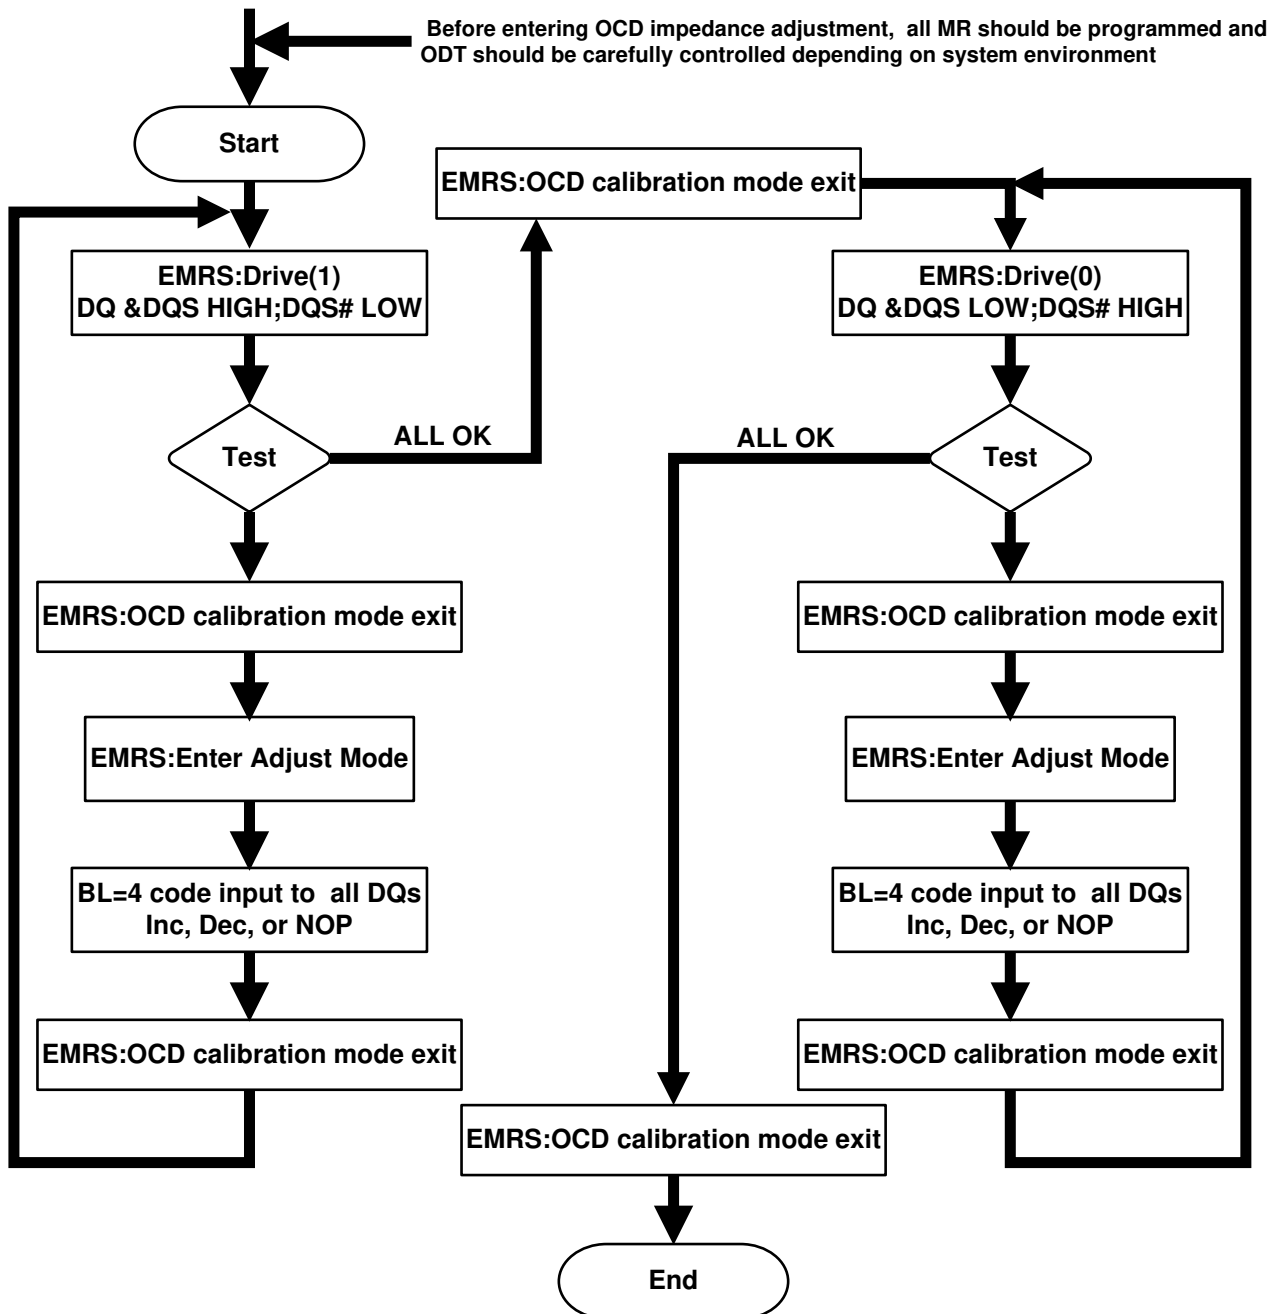 Before entering OCD impedance adjustment, all MR should be programmed and
ODT should be carefully controlled depending on system environment
Start
EMRS:OCD calibration mode exit
EMRS:Drive(1)
DQ &DQS HIGH;DQS# LOW
EMRS:Drive(0)
DQ &DQS LOW;DQS# HIGH
Test
ALL OK
ALL OK
Test
EMRS:OCD calibration mode exit
EMRS:OCD calibration mode exit
EMRS:Enter Adjust Mode
EMRS:Enter Adjust Mode
BL=4 code input to all DQs
Inc, Dec, or NOP
BL=4 code input to all DQs
Inc, Dec, or NOP
EMRS:OCD calibration mode exit
EMRS:OCD calibration mode exit
EMRS:OCD calibration mode exit
End